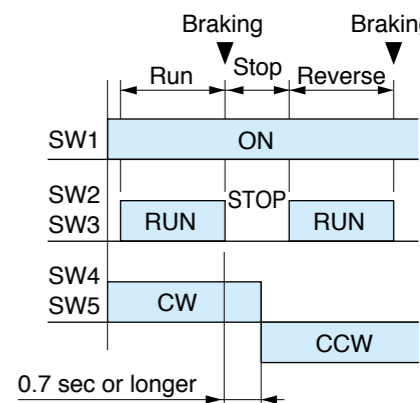 Braking Braking
Run Stop Reverse
SW1 ON
SW2 STOP
SW3 RUN RUN
SW4
SW5 CW
CCW
0.7 sec or longer